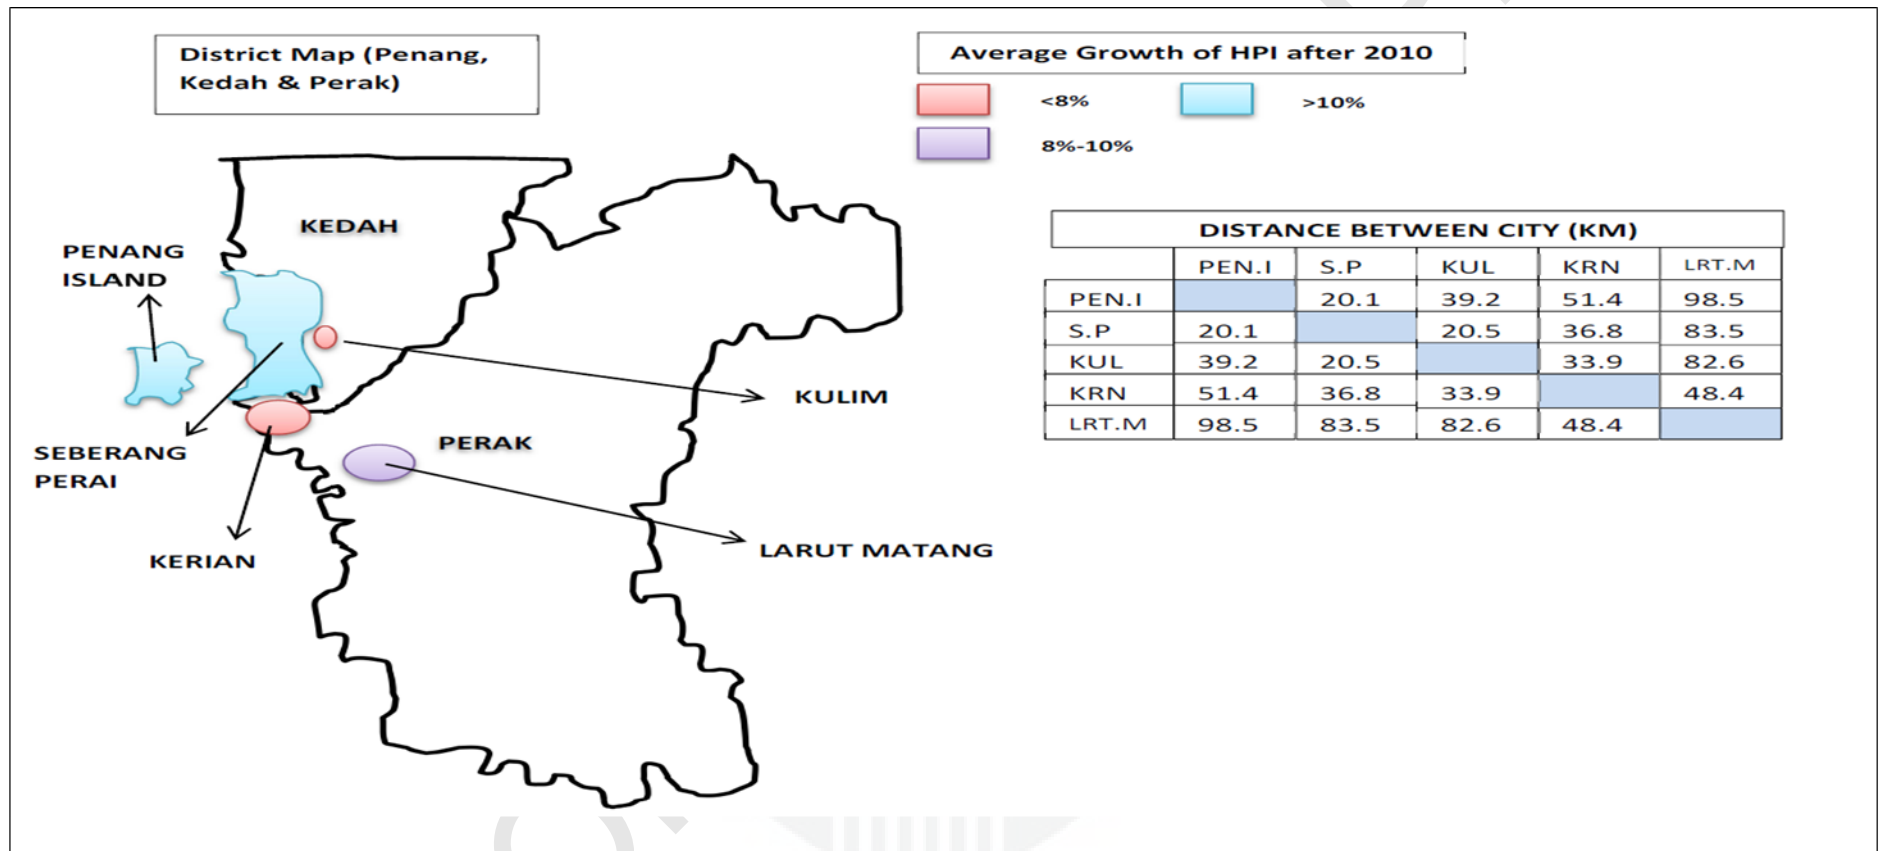 District Map (Penang,
Kedah & Perak)
Average Growth of HPI after 2010
<8%
>10%
8%-10%
KEDAH
PENANG
ISLAND
KULIM
PERAK
SEBERANG
PERAI
KERIAN
LARUT MATANG
DISTANCE BETWEEN CITY (KM)
PEN.I S.P KUL KRN LRT.M
PEN.I 20.1 39.2 51.4 98.5
S.P 20.1 20.5 36.8 83.5
KUL 39.2 20.5 33.9 82.6
KRN 51.4 36.8 33.9 48.4
LRT.M 98.5 83.5 82.6 48.4